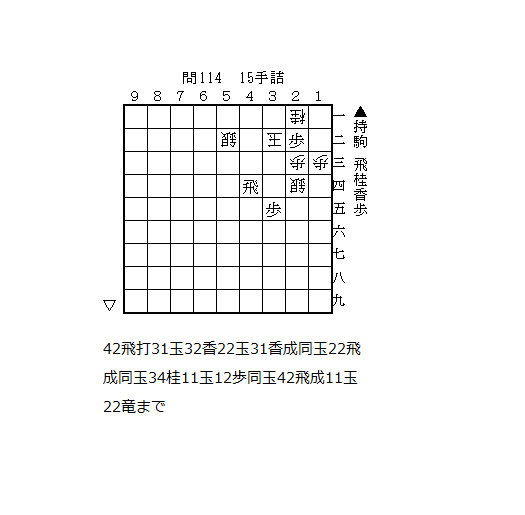 問114 15手詰
9 8 7 6 5 4 3 2 1
桂 一
銀 王 歩 二
歩 歩 三
飛 銀 四
歩 五
六
七
八
九
▲持駒 飛桂香歩
▽
42飛打31玉32香22玉31香成同玉22飛
成同玉34桂11玉12歩同玉42飛成11玉
22竜まで